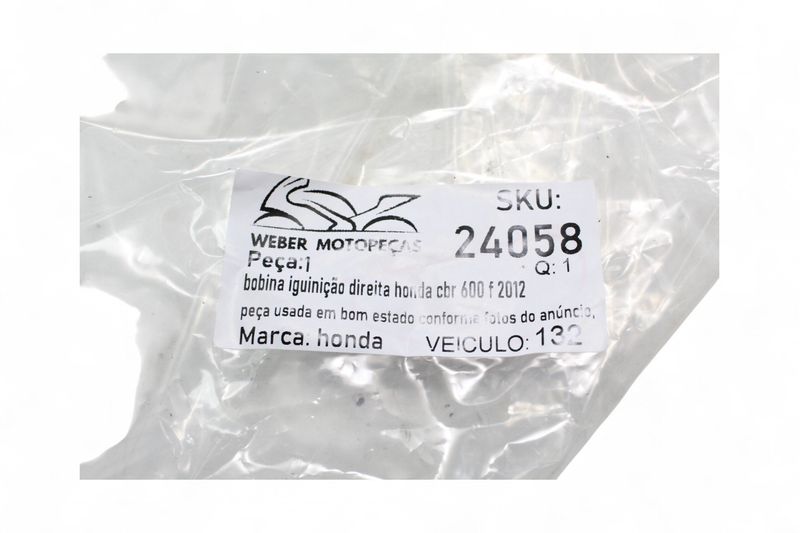 WEBER MOTOPEÇAS
SKU:
24058
Peça:1
Q: 1
bobina iguinição direita honda cbr 600 f 2012
peça usada em bom estado conforme fotos do anúncio,
Marca: honda
VEICULO: 132